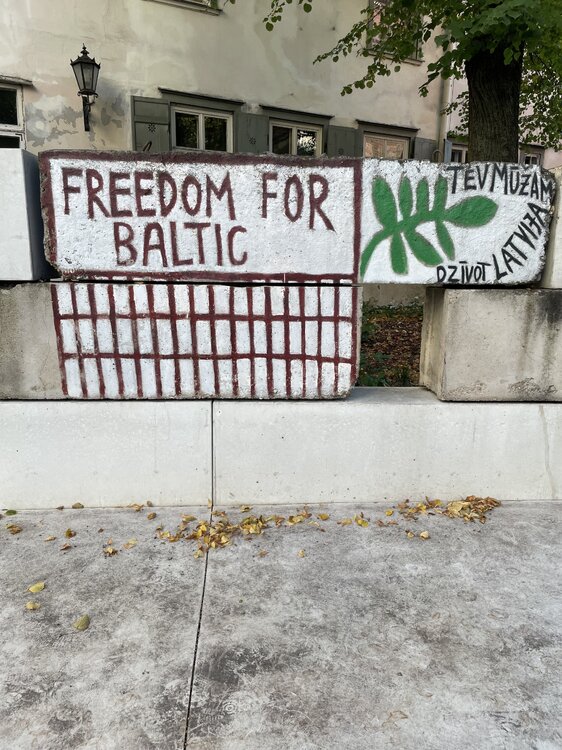 FREEDOM FOR
BALTIC
TEV MŪŽAM
DZĪVOT LATVIJA